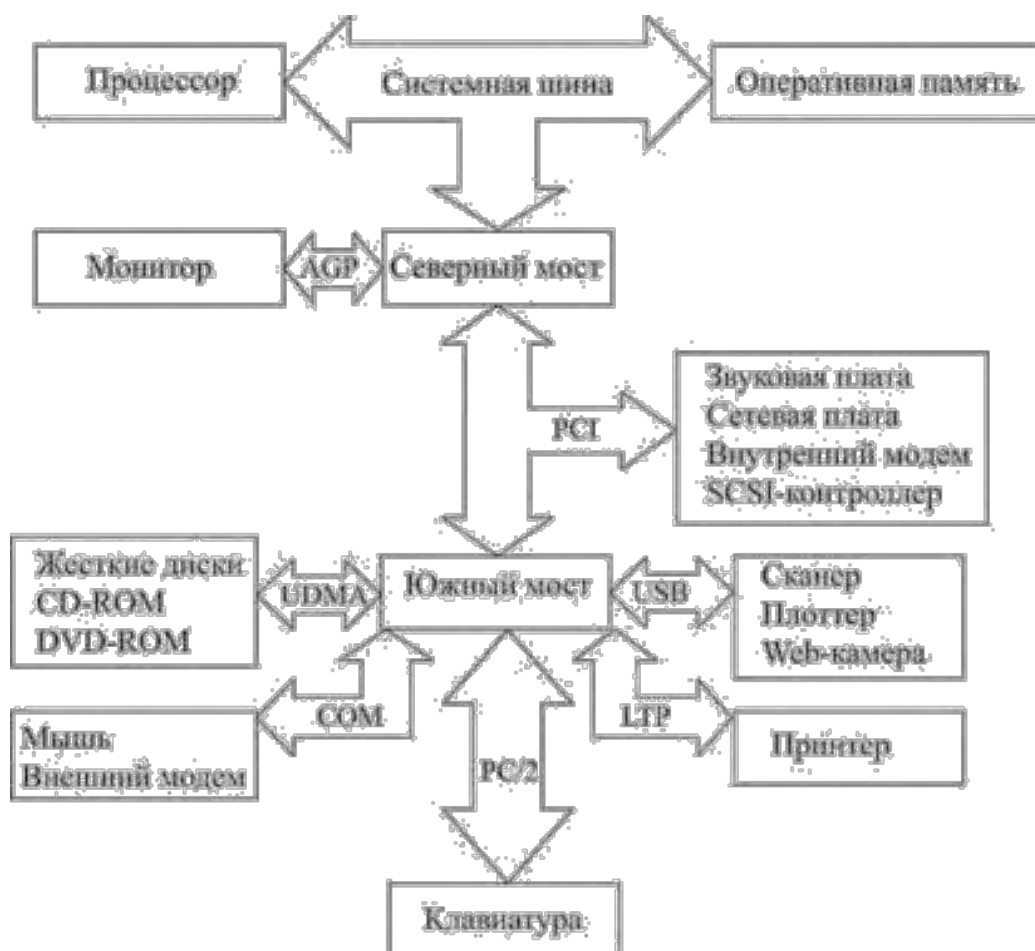 Процессор
Системная шина
Оперативная память
Монитор
AGP
Северный мост
PCI
Звуковая плата
Сетевая плата
Внутренний модем
SCSI-контроллер
Жесткие диски
CD-ROM
DVD-ROM
UDMA
Южный мост
USB
Сканер
Плоттер
Web-камера
COM
LTP
Мышь
Внешний модем
PC/2
Принтер
Клавиатура